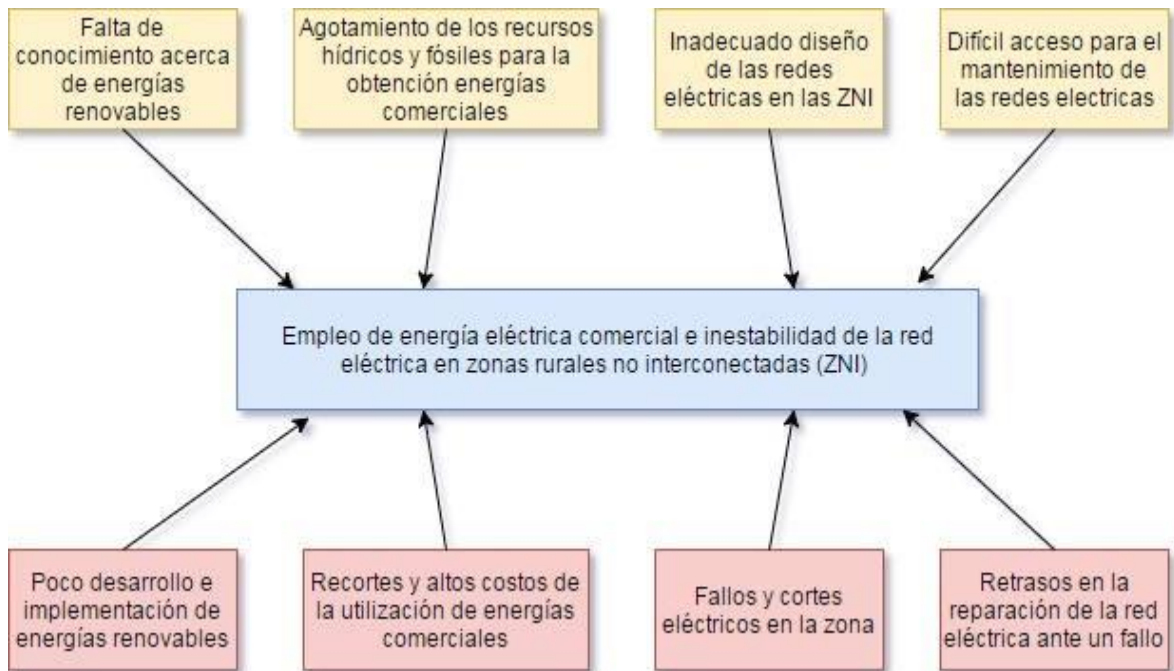 Falta de
conocimiento acerca
de energías
renovables
Agotamiento de los recursos
hídricos y fósiles para la
obtención energías
comerciales
Inadecuado diseño
de las redes
eléctricas en las ZNI
Difícil acceso para el
mantenimiento de
las redes electricas
Empleo de energía eléctrica comercial e inestabilidad de la red
eléctrica en zonas rurales no interconectadas (ZNI)
Poco desarrollo e
implementación de
energías renovables
Recortes y altos costos de
la utilización de energías
comerciales
Fallos y cortes
eléctricos en la zona
Retrasos en la
reparación de la red
eléctrica ante un fallo